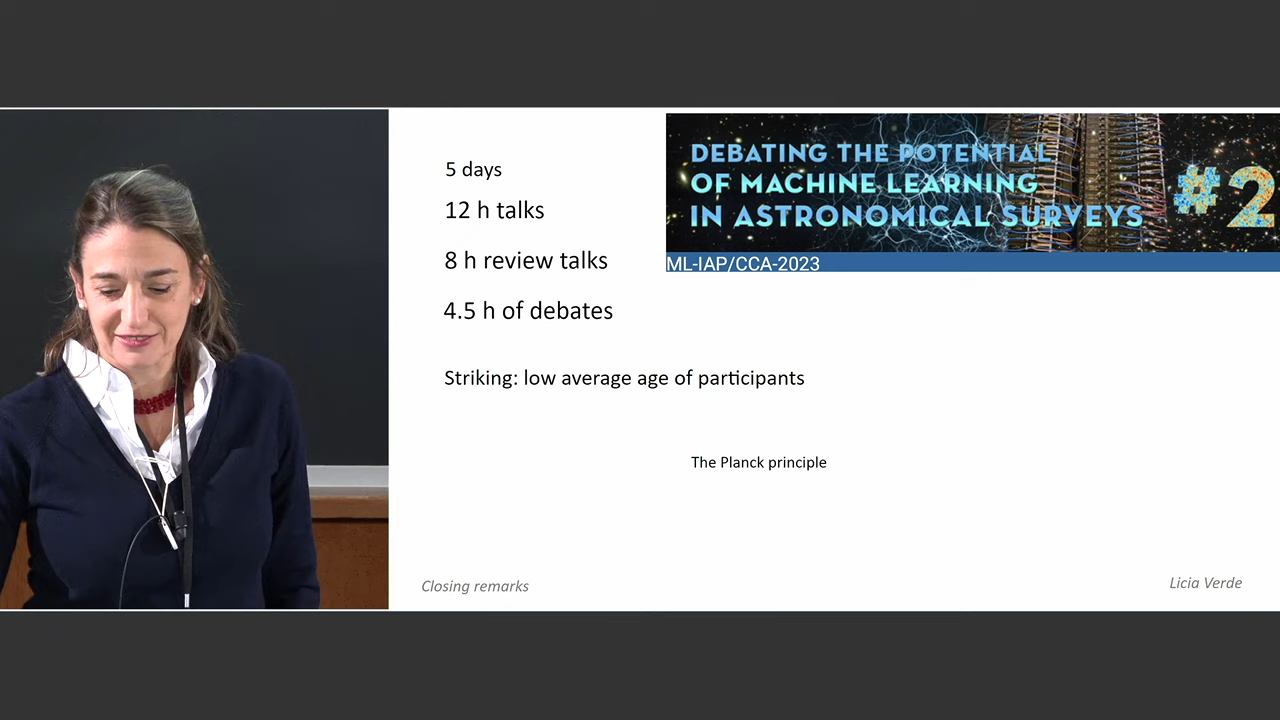 DEBATING THE POTENTIAL
OF MACHINE LEARNING
IN ASTRONOMICAL SURVEYS
#2
ML-IAP/CCA-2023
5 days
12 h talks
8 h review talks
4.5 h of debates
Striking: low average age of participants
The Planck principle
Closing remarks
Licia Verde